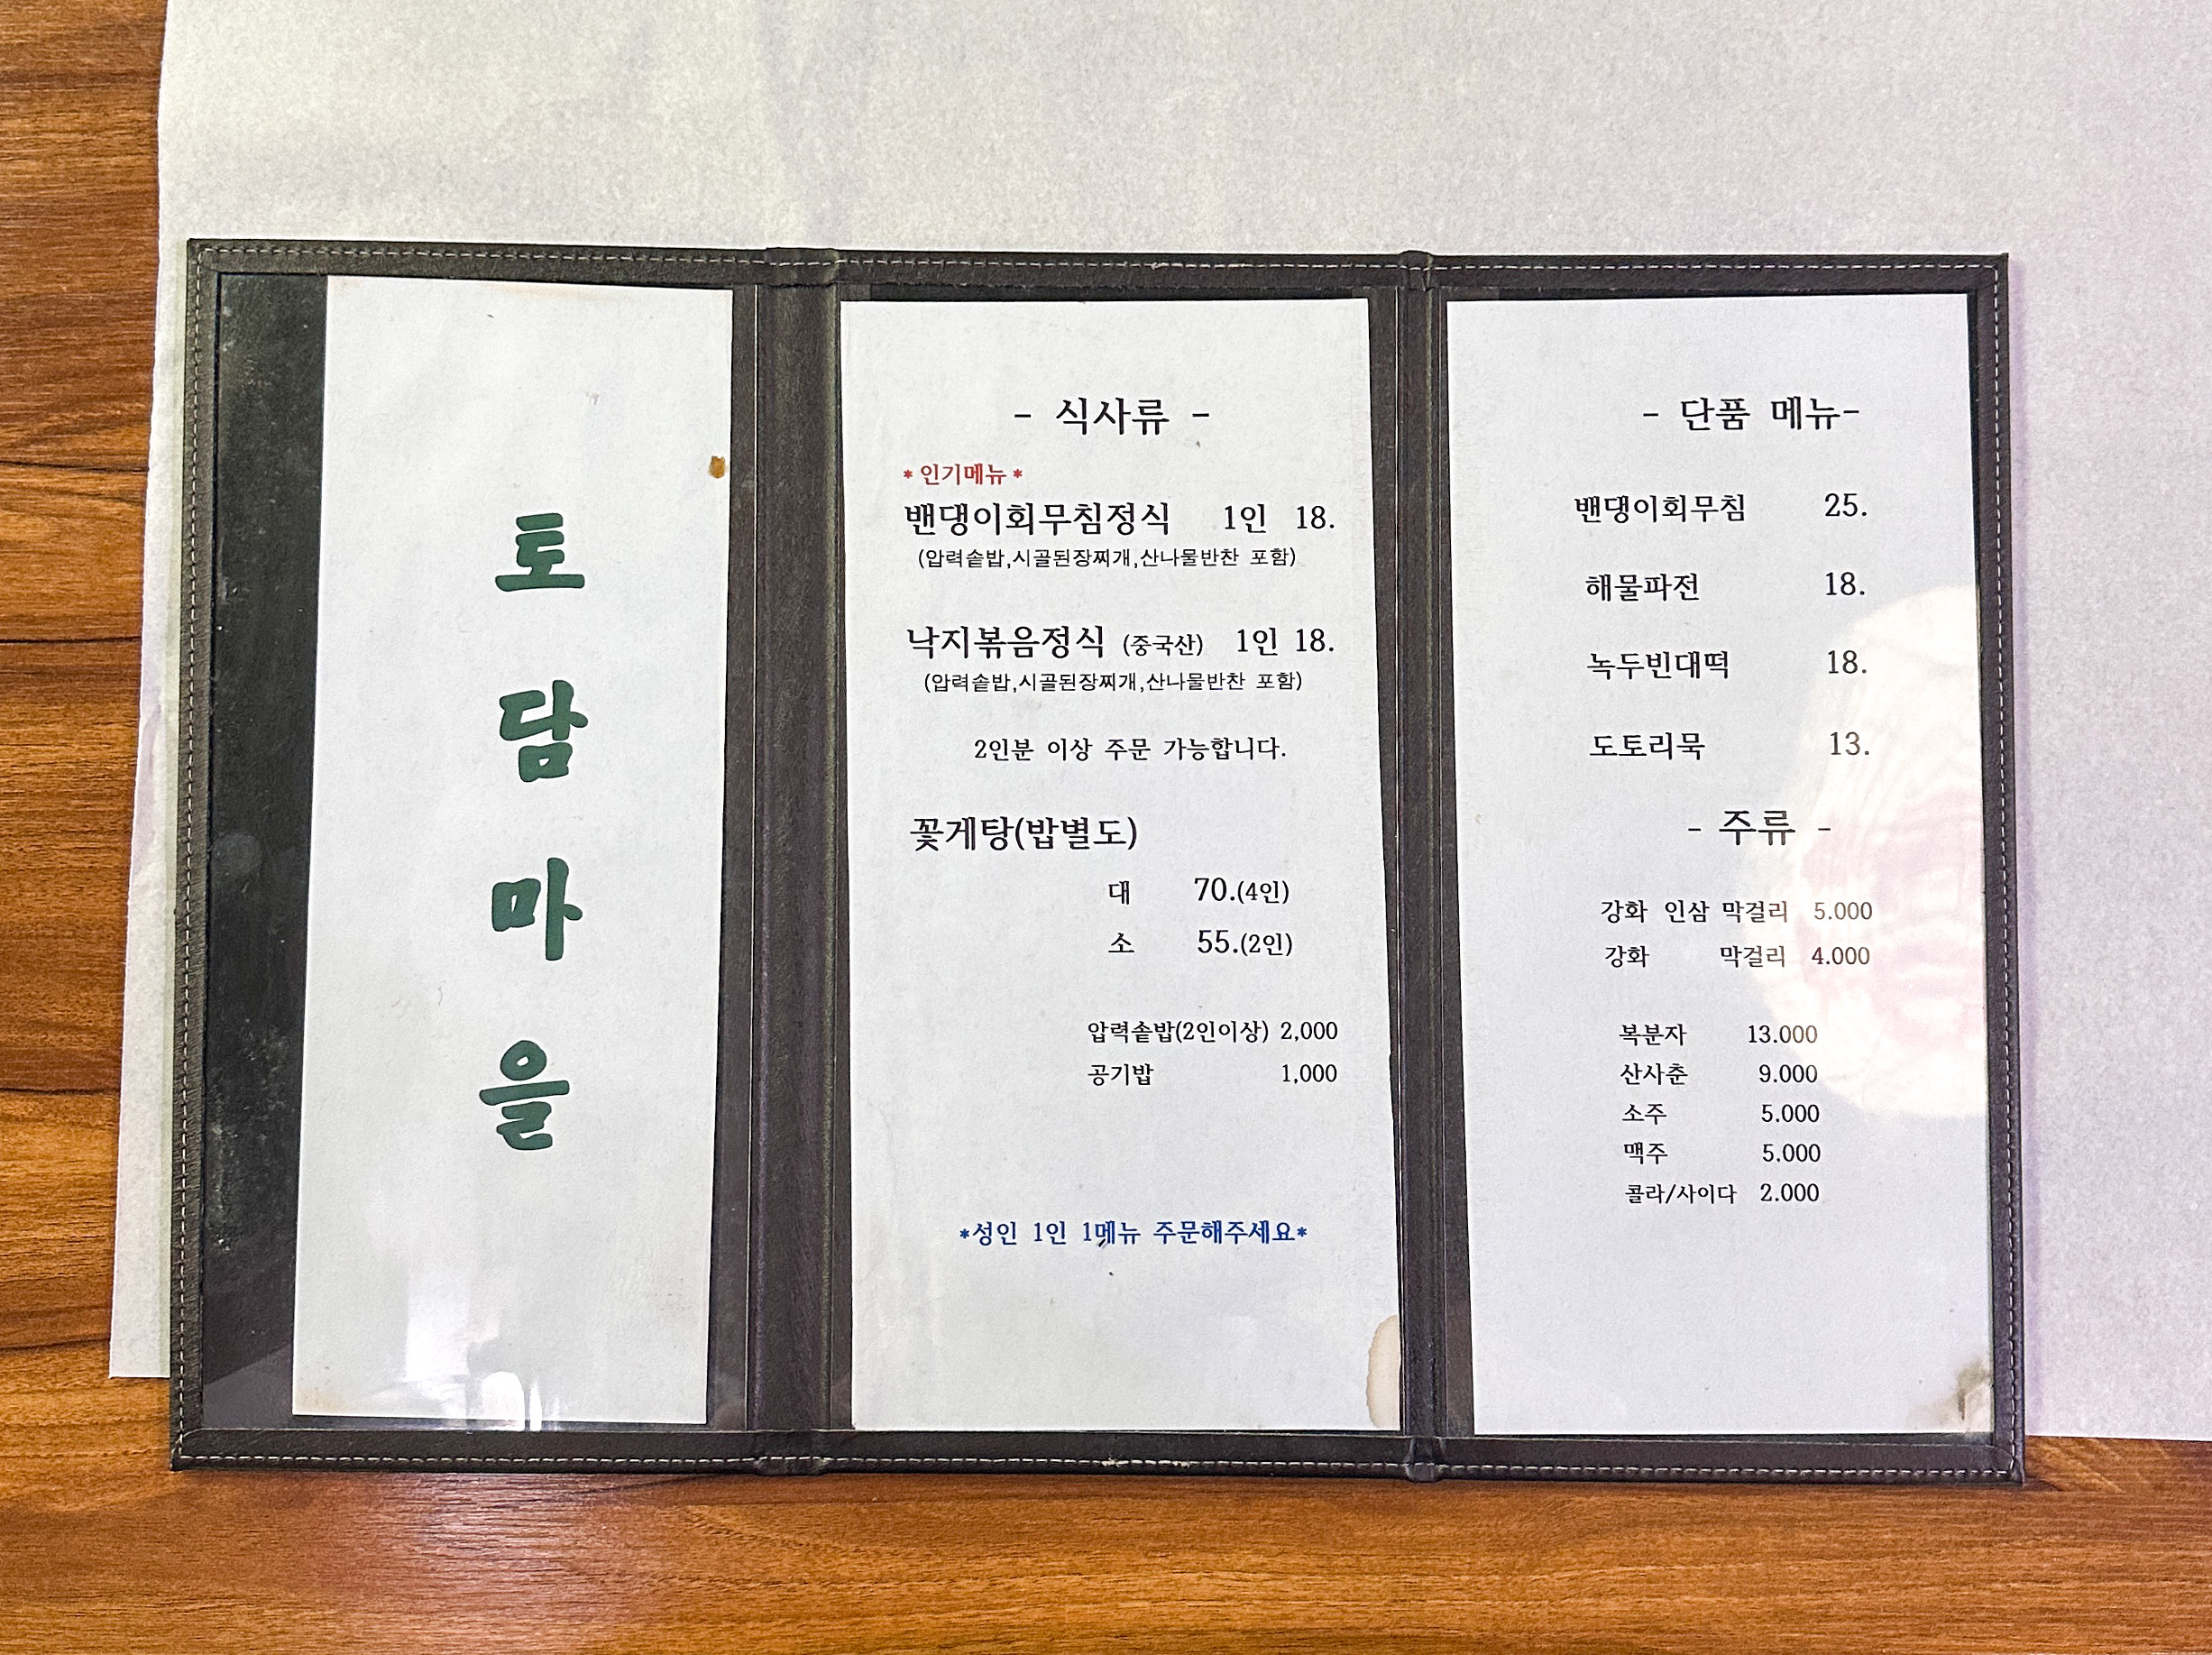 토
담
마
을
- 식사류 -
* 인기메뉴 *
밴댕이회무침정식 1인 18.
(압력솥밥,시골된장찌개,산나물반찬 포함)
낙지볶음정식 (중국산) 1인 18.
(압력솥밥,시골된장찌개,산나물반찬 포함)
2인분 이상 주문 가능합니다.
꽃게탕(밥별도)
대 70.(4인)
소 55.(2인)
압력솥밥(2인이상) 2,000
공기밥 1,000
*성인 1인 1메뉴 주문해주세요*
- 단품 메뉴-
밴댕이회무침 25.
해물파전 18.
녹두빈대떡 18.
도토리묵 13.
- 주류 -
강화 인삼 막걸리 5.000
강화 막걸리 4.000
복분자 13.000
산사춘 9.000
소주 5.000
맥주 5.000
콜라/사이다 2.000